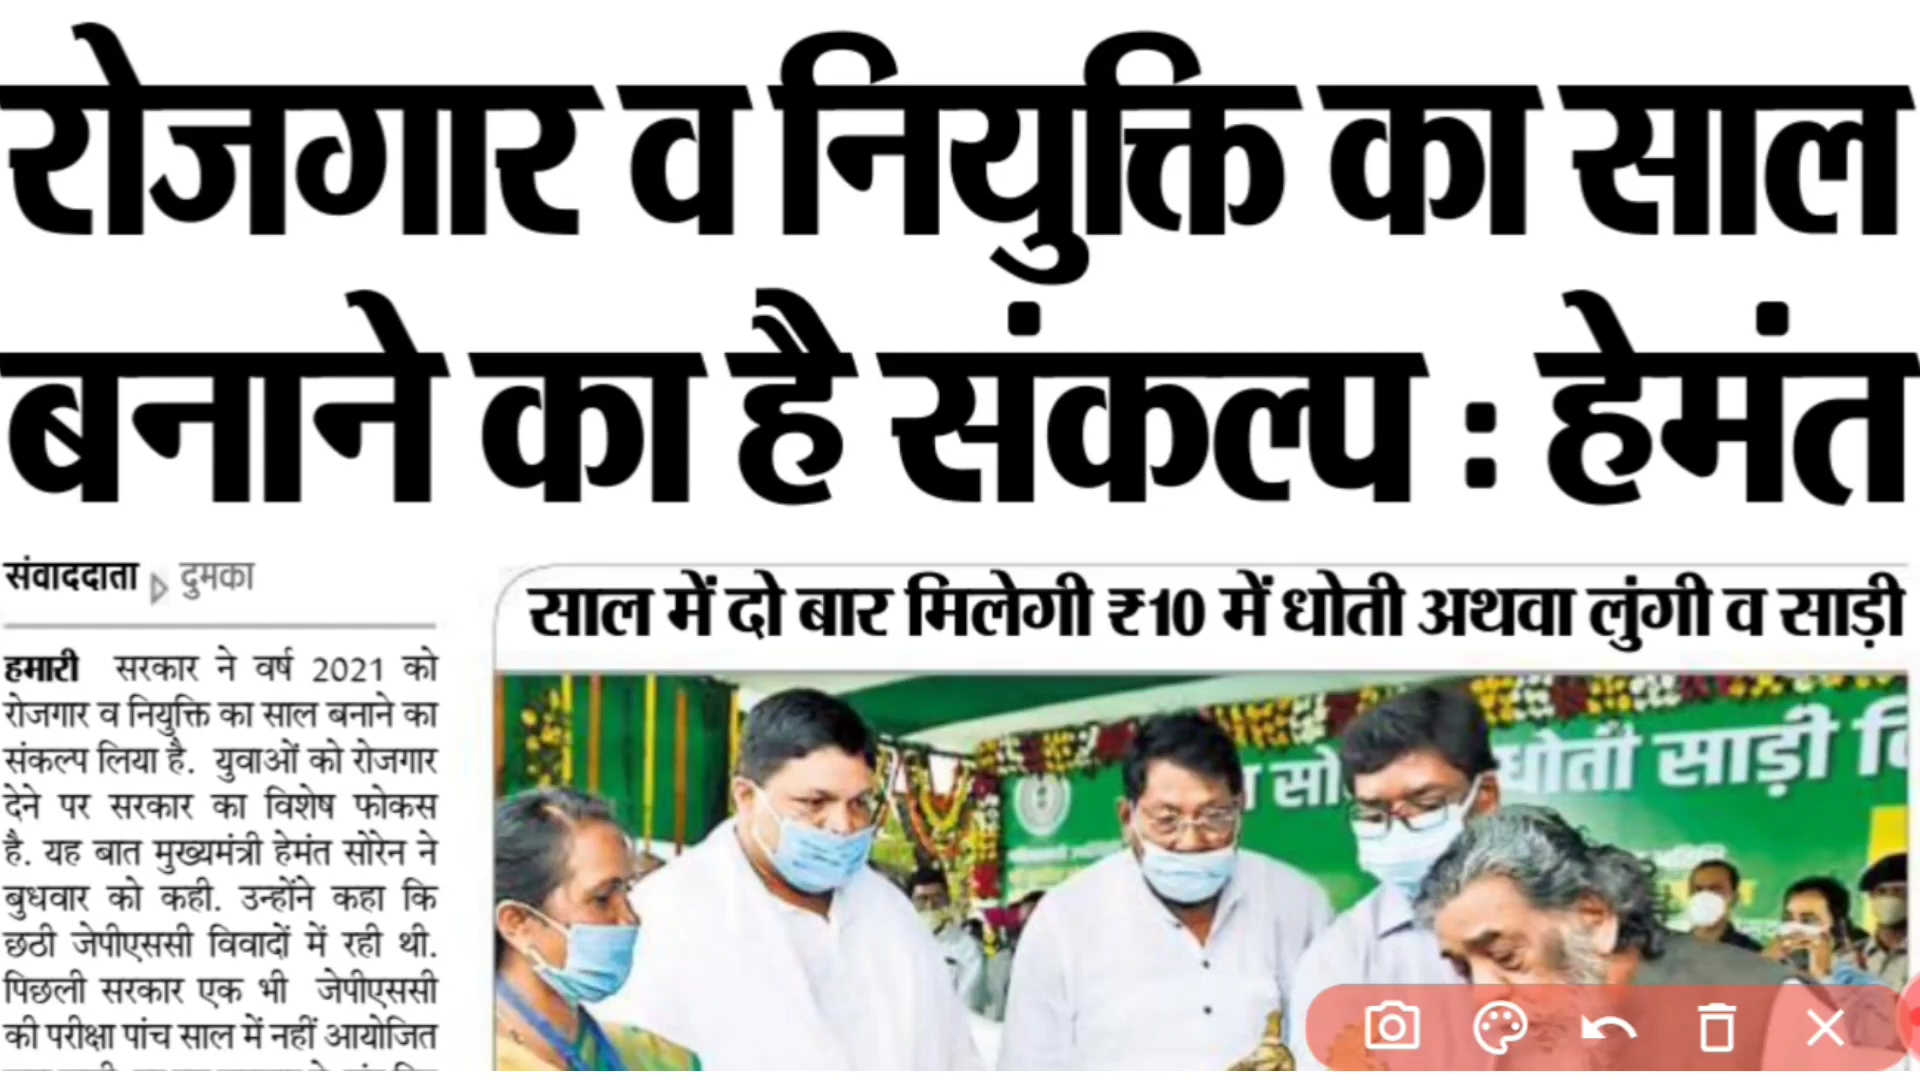 रोजगार व नियुक्ति का साल
बनाने का है संकल्प : हेमंत
संवाददाता दुमका
हमारी सरकार ने वर्ष 2021 को
रोजगार व नियुक्ति का साल बनाने का
संकल्प लिया है. युवाओं को रोजगार
देने पर सरकार का विशेष फोकस
है. यह बात मुख्यमंत्री हेमंत सोरेन ने
बुधवार को कही. उन्होंने कहा कि
छठी जेपीएससी विवादों में रही थी.
पिछली सरकार एक भी जेपीएससी
की परीक्षा पांच साल में नहीं आयोजित
साल में दो बार मिलेगी ₹10 में धोती अथवा लुंगी व साड़ी
सो धोती साड़ी वि